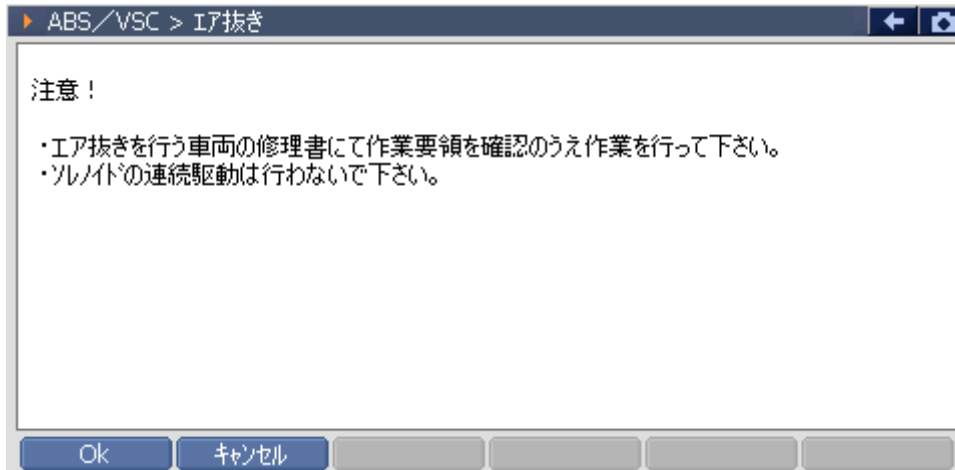 ABS／VSC > ｴｱ抜き
注意！
・エア抜きを行う車両の修理書にて作業要領を確認のうえ作業を行って下さい。
・ｿﾚﾉｲﾄﾞの連続駆動は行わないで下さい。
Ok
ｷｬﾝｾﾙ